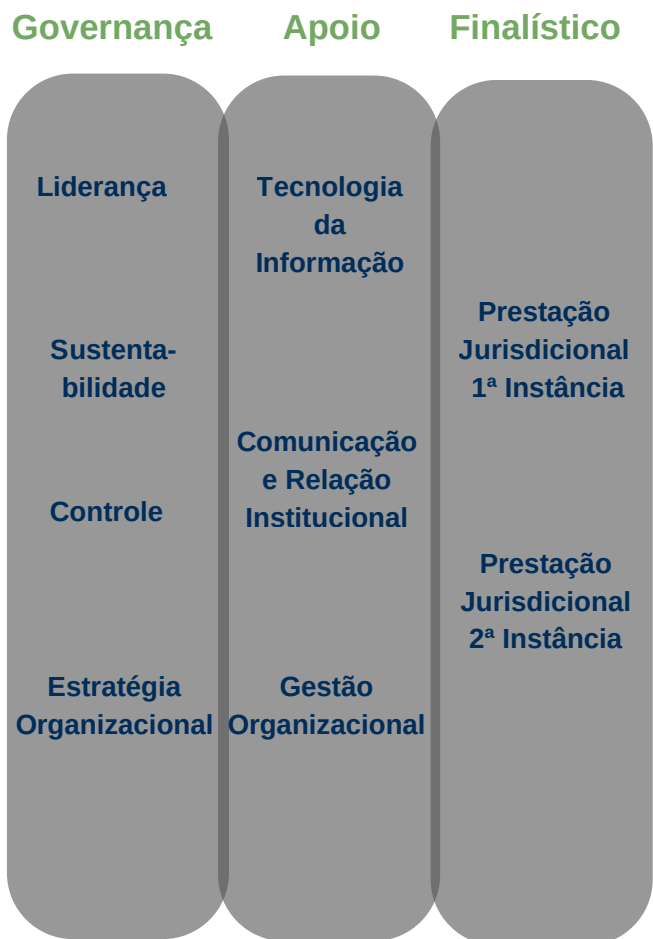 Governança
Apoio
Finalístico
Liderança
Sustenta-
bilidade
Controle
Estratégia
Organizacional
Tecnologia
da
Informação
Comunicação
e Relação
Institucional
Gestão
Organizacional
Prestação
Jurisdicional
1ª Instância
Prestação
Jurisdicional
2ª Instância